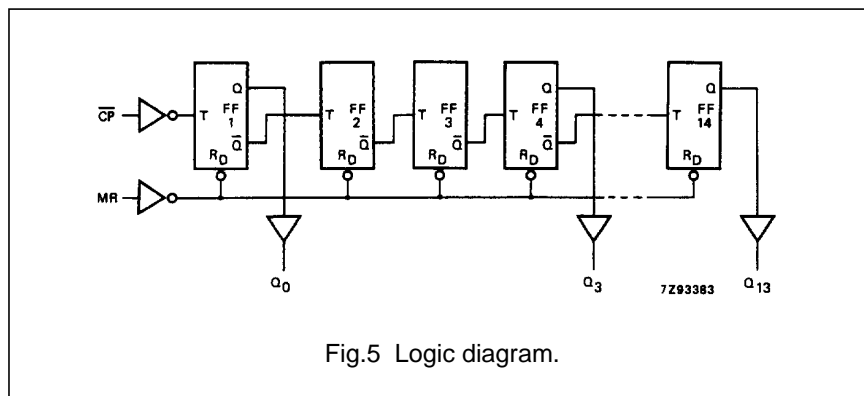 Q Q Q
C̅P̅ T FF 1 T FF 2 T FF 3 T FF 4 T FF 14
Q̅ Q̅ Q̅ Q̅
R_D R_D R_D R_D R_D
MR
Q_0 Q_3 7Z93383 Q_13
Fig.5 Logic diagram.